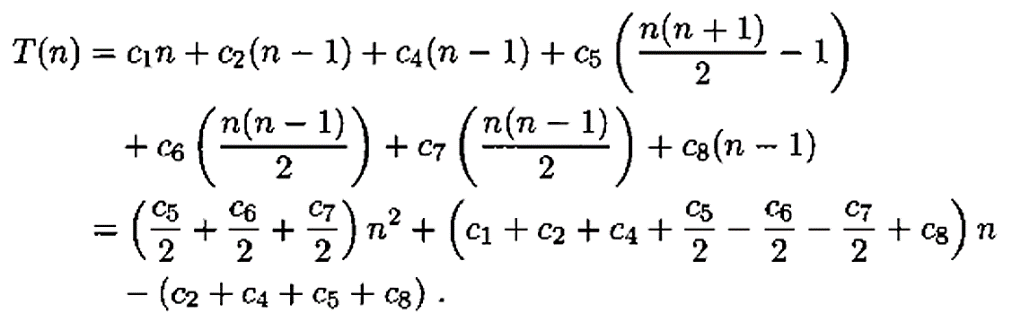 T(n) = c₁n + c₂(n − 1) + c₄(n − 1) + c₅ (n(n + 1)/2 − 1)
+ c₆ (n(n − 1)/2) + c₇ (n(n − 1)/2) + c₈(n − 1)
= (c₅/2 + c₆/2 + c₇/2) n² + (c₁ + c₂ + c₄ + c₅/2 − c₆/2 − c₇/2 + c₈) n
− (c₂ + c₄ + c₅ + c₈) .